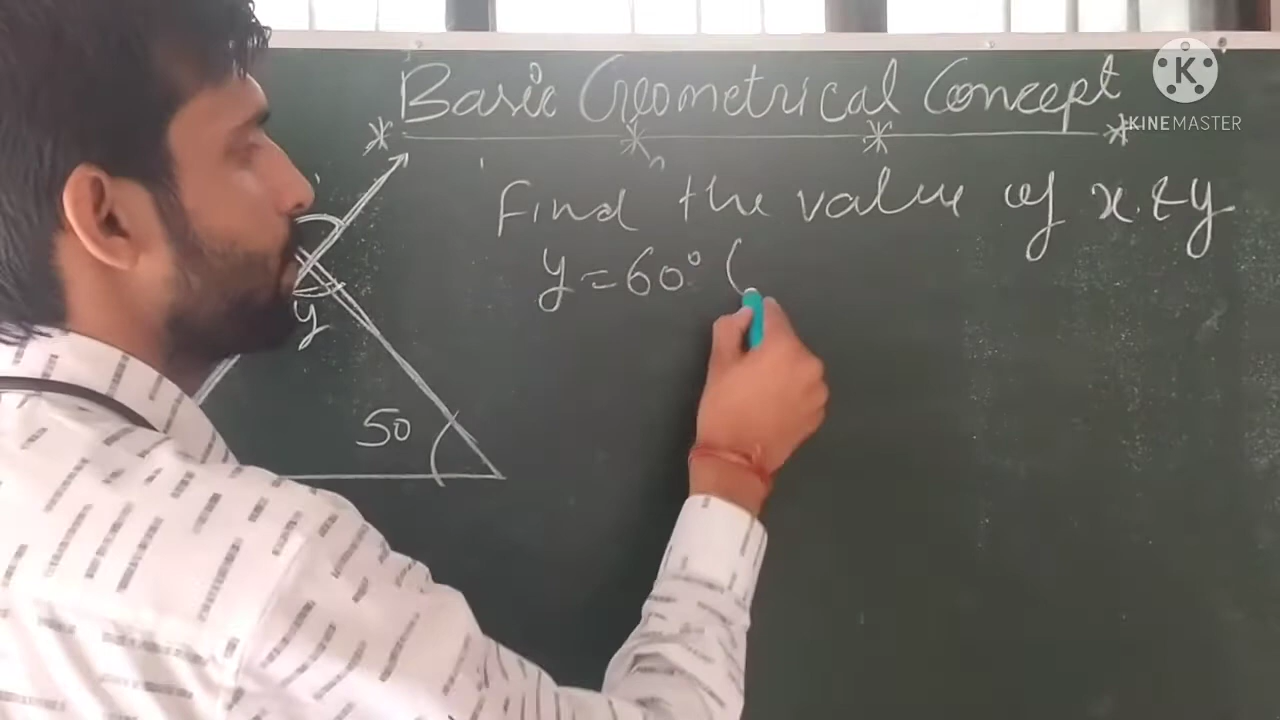 Basic Geometrical Concept
K
KINEMASTER
Find the value of x & y
y = 60° (
y
50